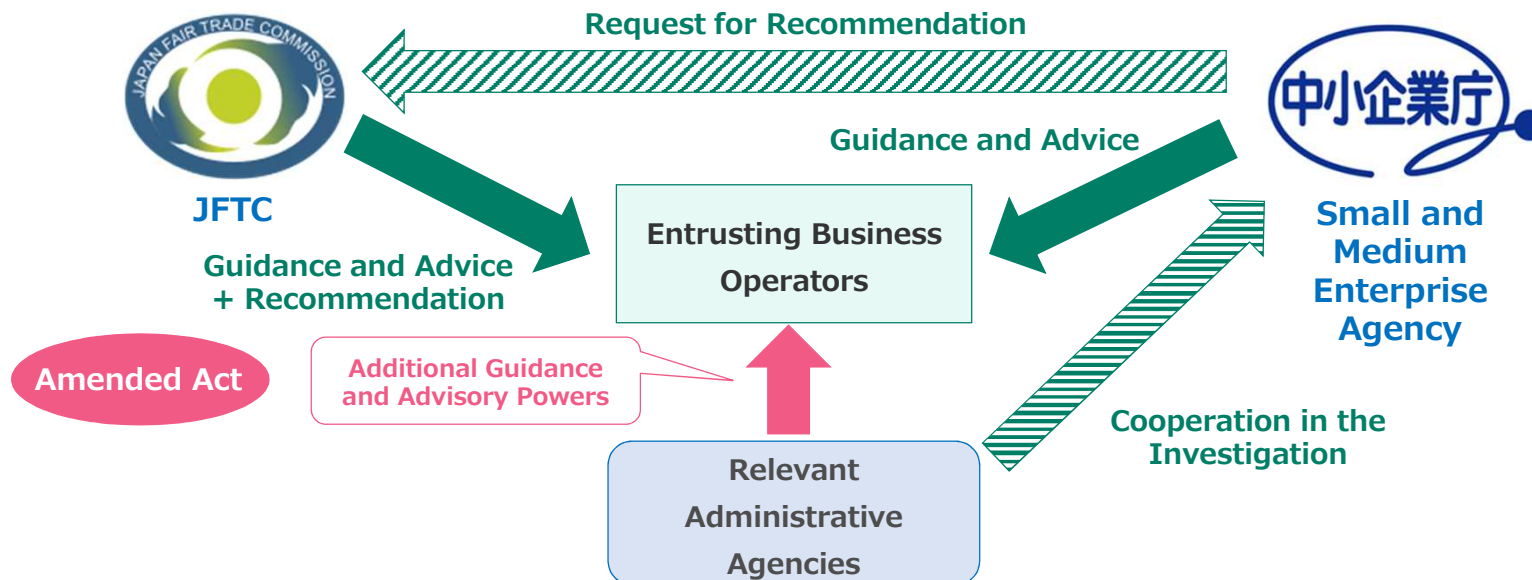 Request for Recommendation
JAPAN FAIR TRADE COMMISSION
中小企業庁
Guidance and Advice
JFTC
Small and
Medium
Enterprise
Agency
Entrusting Business
Operators
Guidance and Advice
+ Recommendation
Amended Act
Additional Guidance
and Advisory Powers
Cooperation in the
Investigation
Relevant
Administrative
Agencies